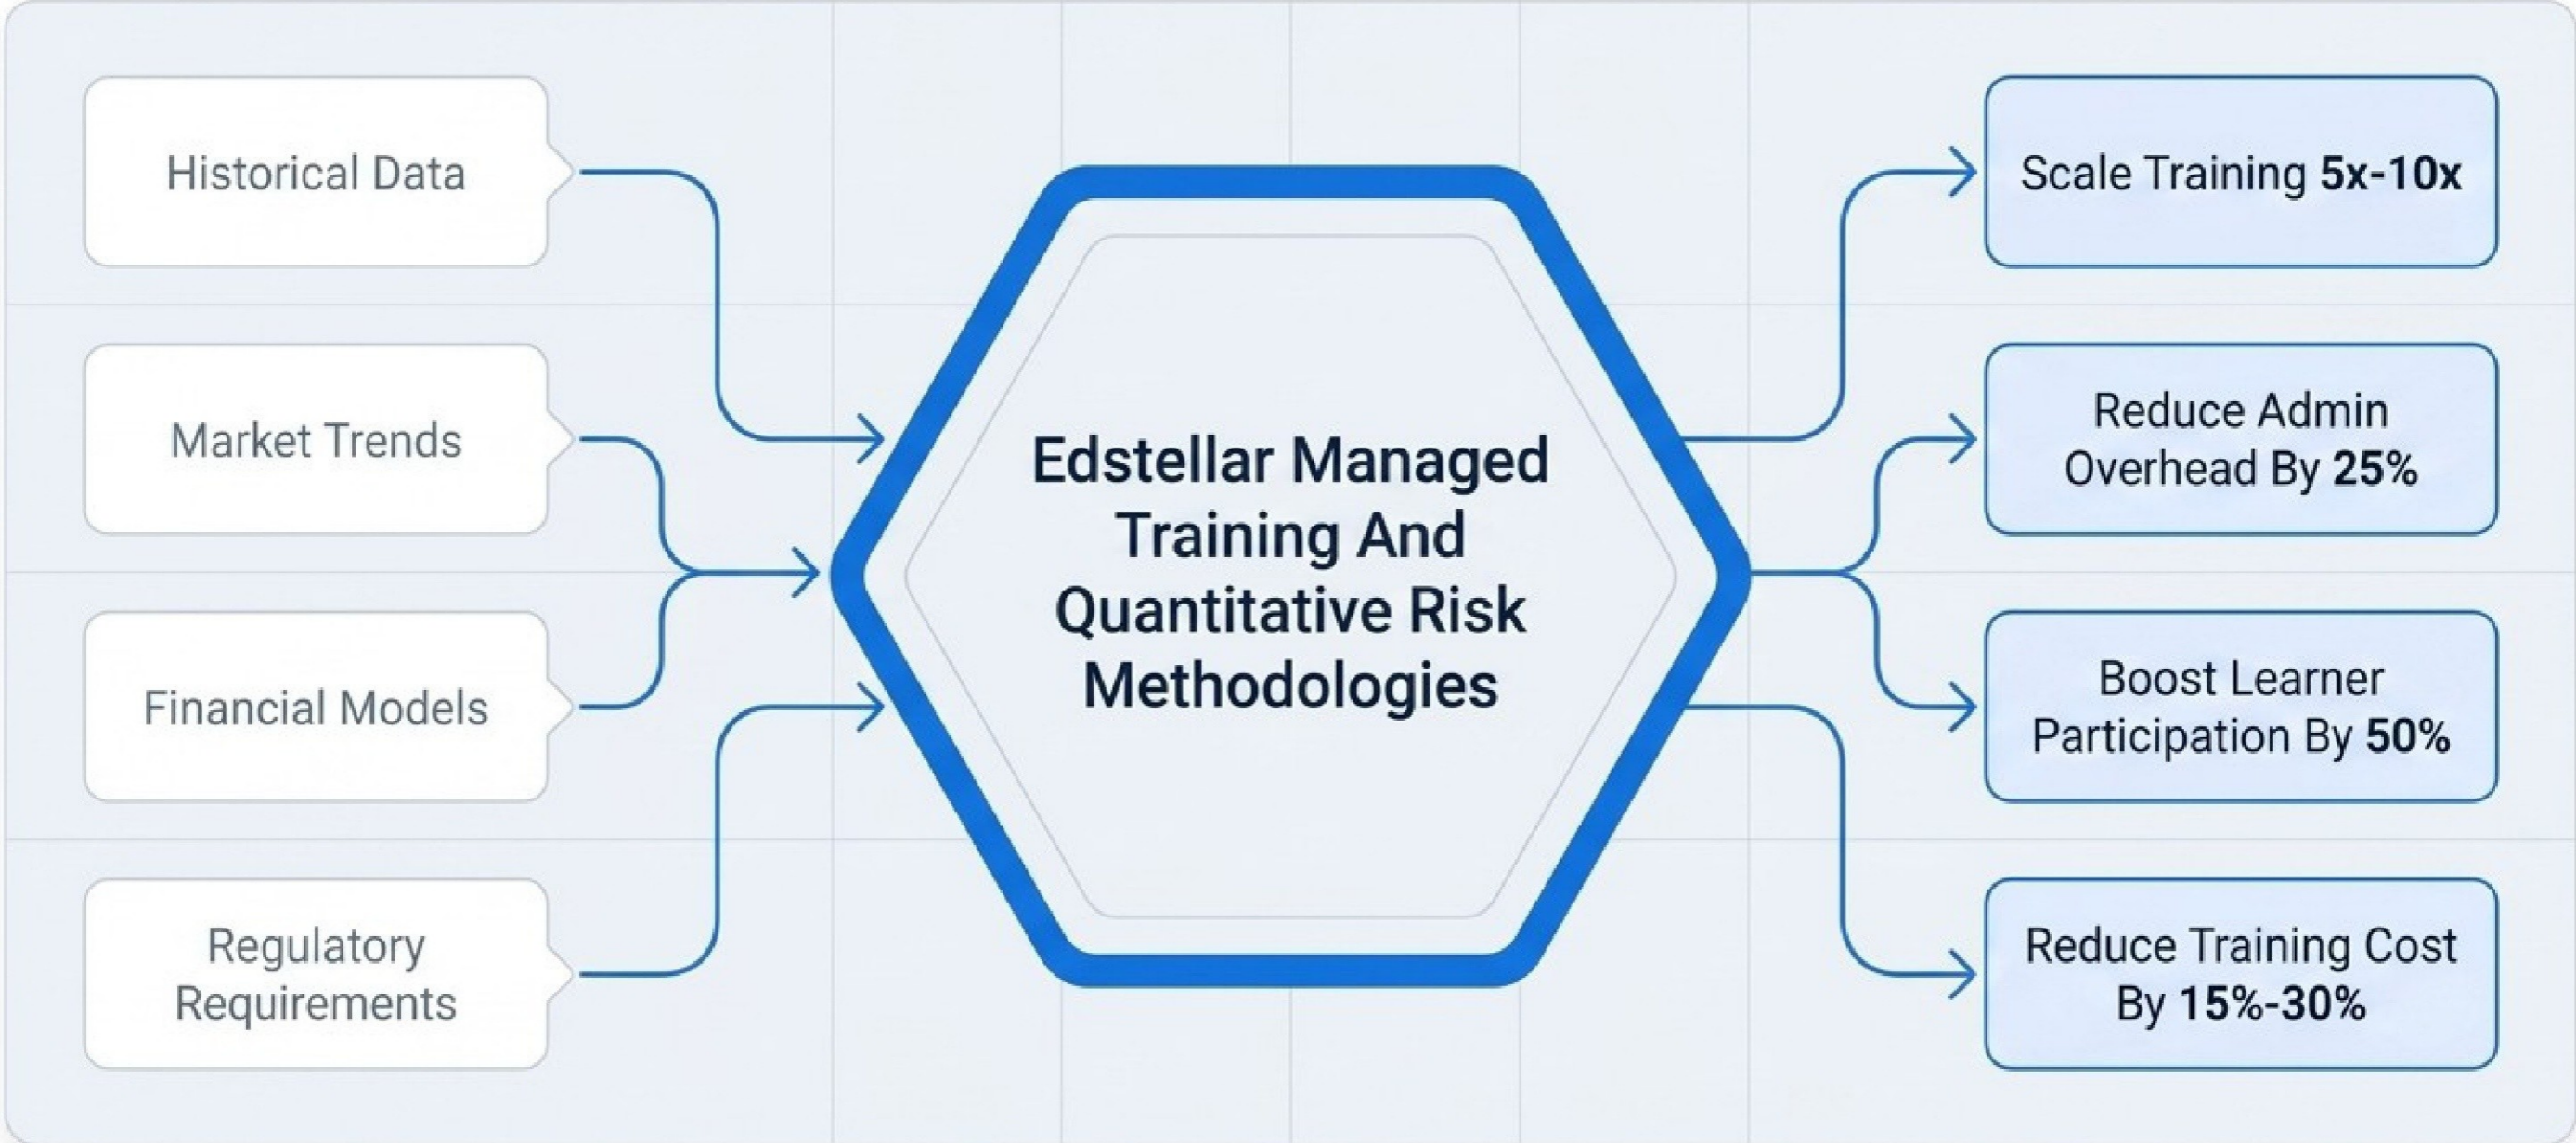 Historical Data
Market Trends
Financial Models
Regulatory
Requirements
Edstellar Managed
Training And
Quantitative Risk
Methodologies
Scale Training 5x-10x
Reduce Admin
Overhead By 25%
Boost Learner
Participation By 50%
Reduce Training Cost
By 15%-30%